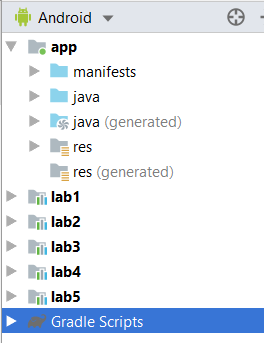 Android
app
manifests
java
java (generated)
res
res (generated)
lab1
lab2
lab3
lab4
lab5
Gradle Scripts